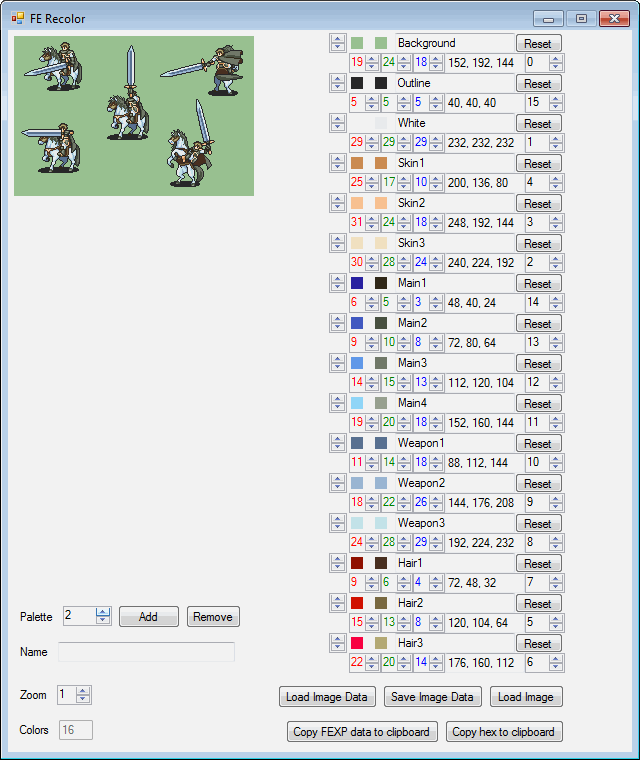 FE Recolor
Background Reset
19 24 18 152, 192, 144 0
Outline Reset
5 5 5 40, 40, 40 15
White Reset
29 29 29 232, 232, 232 1
Skin1 Reset
25 17 10 200, 136, 80 4
Skin2 Reset
31 24 18 248, 192, 144 3
Skin3 Reset
30 28 24 240, 224, 192 2
Main1 Reset
6 5 3 48, 40, 24 14
Main2 Reset
9 10 8 72, 80, 64 13
Main3 Reset
14 15 13 112, 120, 104 12
Main4 Reset
19 20 18 152, 160, 144 11
Weapon1 Reset
11 14 18 88, 112, 144 10
Weapon2 Reset
18 22 26 144, 176, 208 9
Weapon3 Reset
24 28 29 192, 224, 232 8
Hair1 Reset
9 6 4 72, 48, 32 7
Hair2 Reset
15 13 8 120, 104, 64 5
Hair3 Reset
22 20 14 176, 160, 112 6
Palette 2 Add Remove
Name
Zoom 1
Colors 16
Load Image Data Save Image Data Load Image
Copy FEXP data to clipboard Copy hex to clipboard